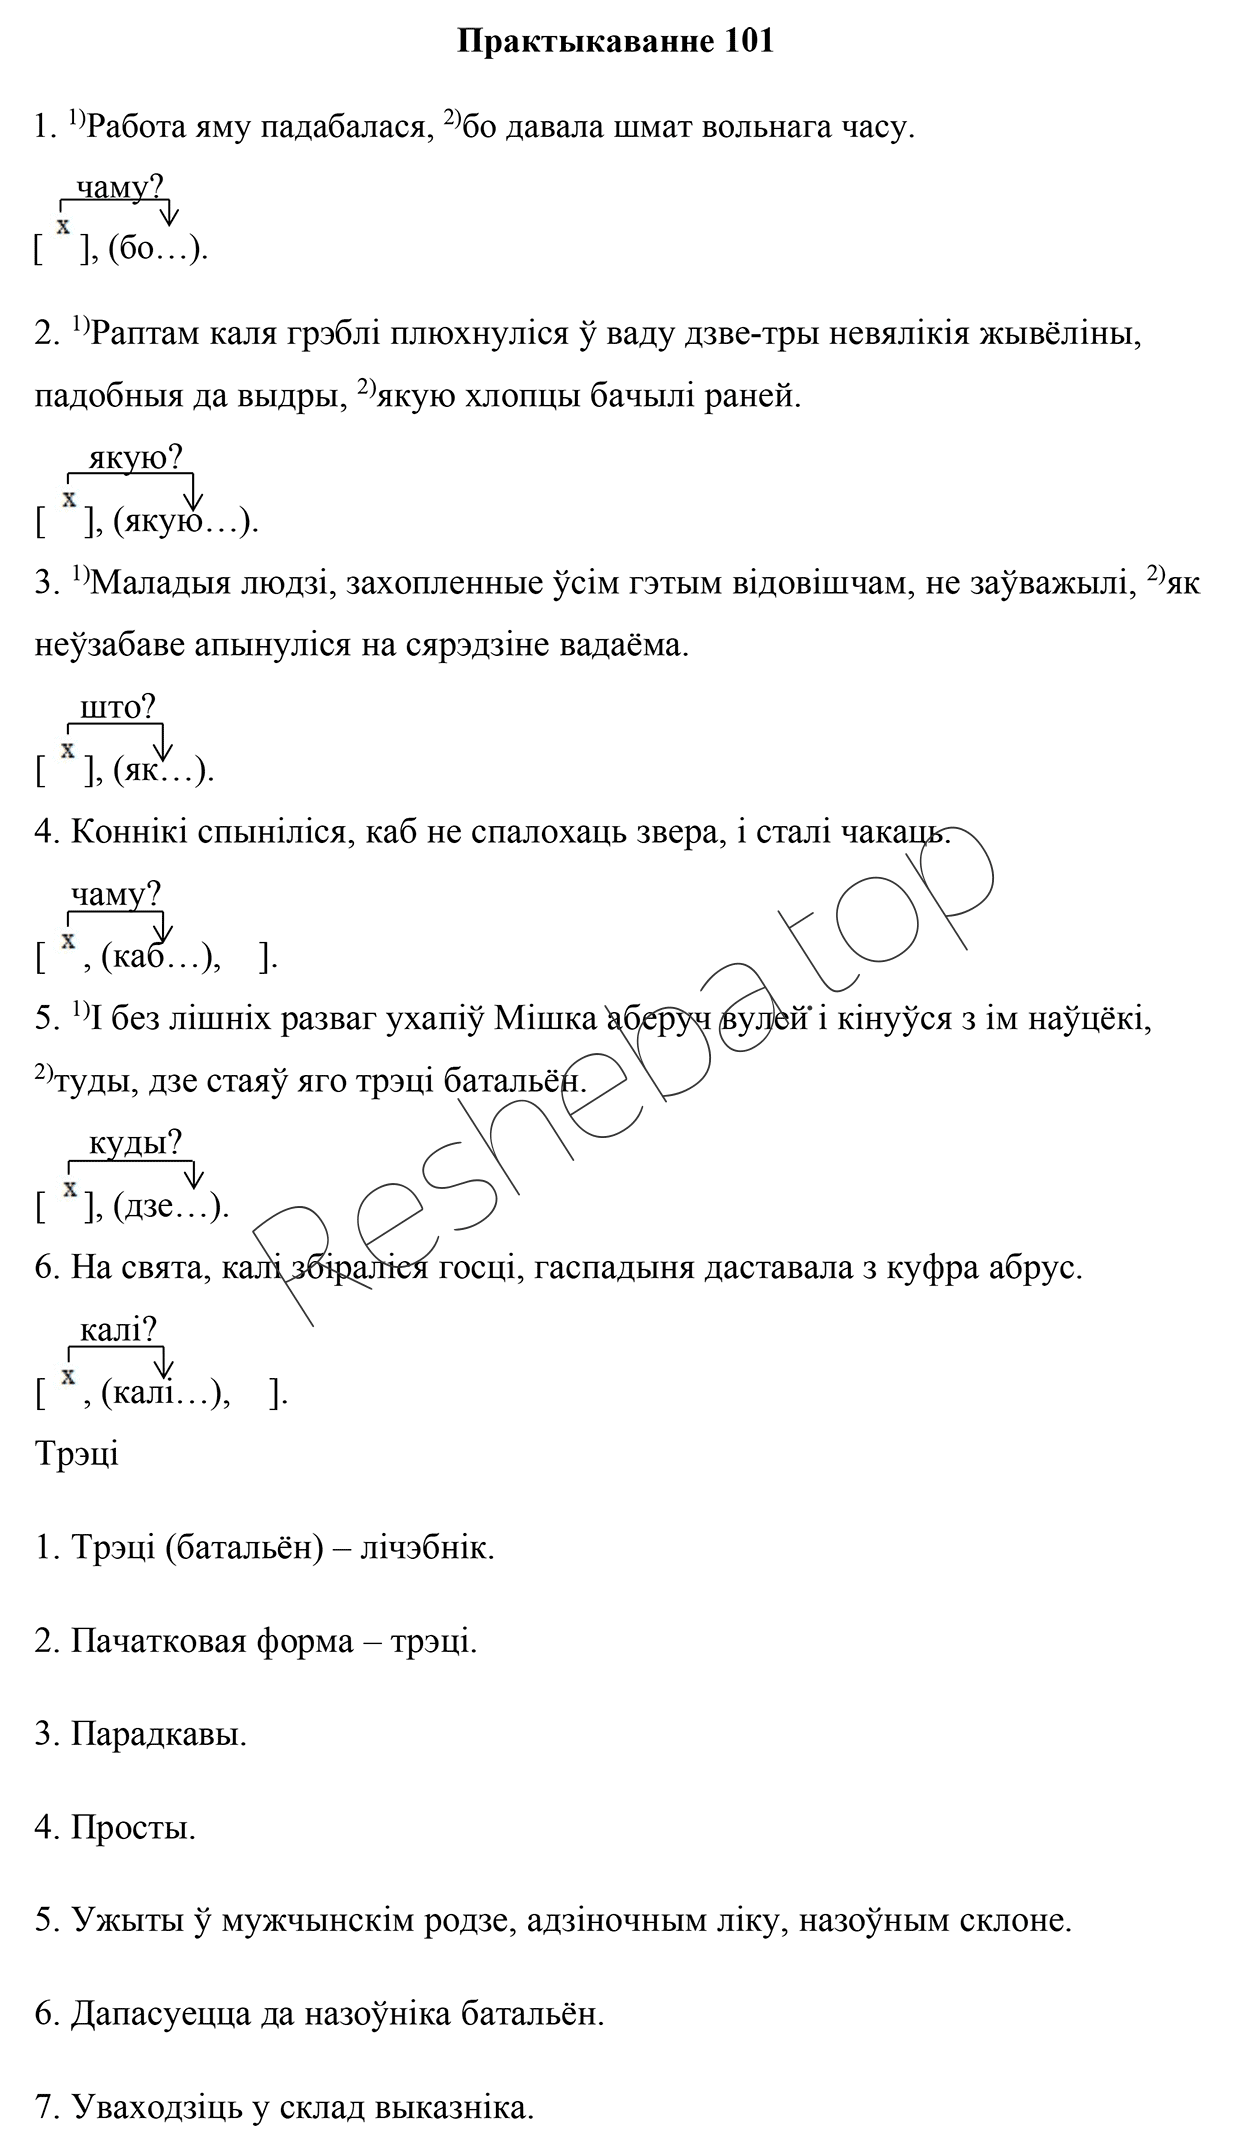 Практыкаванне 101
1. 1)Работа яму падабалася, 2)бо давала шмат вольнага часу.
чаму?
х
[ ], (бо…).
2. 1)Раптам каля грэблі плюхнуліся ў ваду дзве-тры невялікія жывёліны,
падобныя да выдры, 2)якую хлопцы бачылі раней.
якую?
х
[ ], (якую…).
3. 1)Маладыя людзі, захопленные ўсім гэтым відовішчам, не заўважылі, 2)як
неўзабаве апынуліся на сярэдзіне вадаёма.
што?
х
[ ], (як…).
4. Коннікі спыніліся, каб не спалохаць звера, і сталі чакаць.
чаму?
х
[ , (каб…), ].
5. 1)І без лішніх разваг ухапіў Мішка аберуч вулей і кінуўся з ім наўцёкі,
2)туды, дзе стаяў яго трэці батальён.
куды?
х
[ ], (дзе…).
6. На свята, калі збіраліся госці, гаспадыня даставала з куфра абрус.
калі?
х
[ , (калі…), ].
Трэці
1. Трэці (батальён) – лічэбнік.
2. Пачатковая форма – трэці.
3. Парадкавы.
4. Просты.
5. Ужыты ў мужчынскім родзе, адзіночным ліку, назоўным склоне.
6. Дапасуецца да назоўніка батальён.
7. Уваходзіць у склад выказніка.
Resheba top